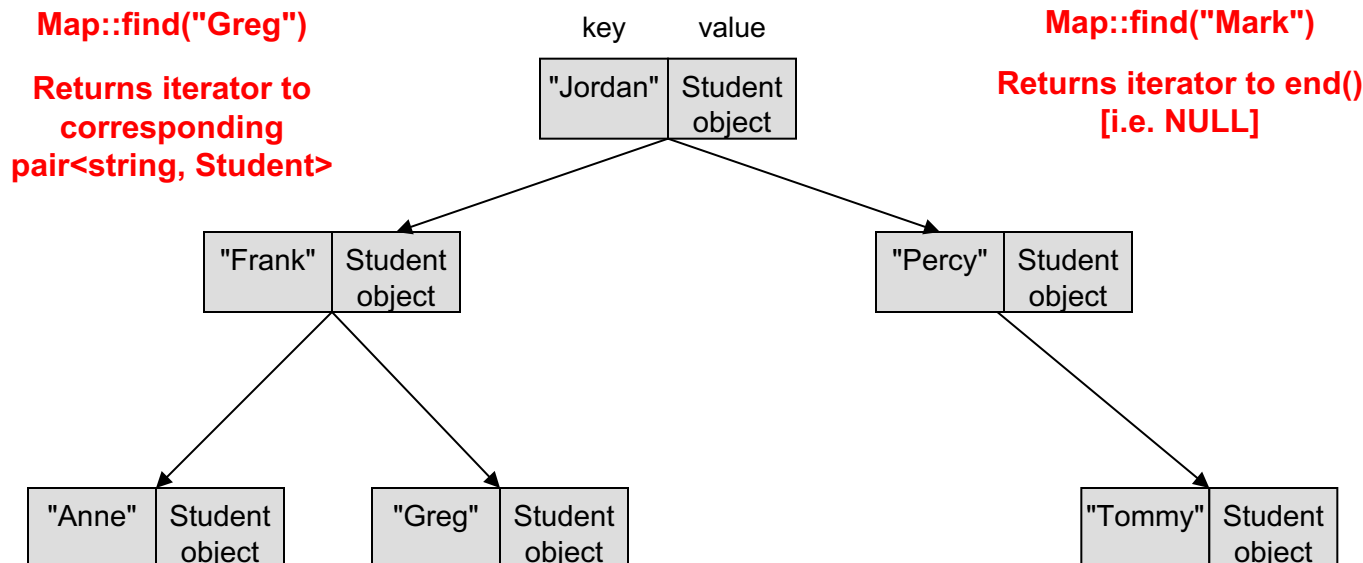 Map::find("Greg")
Returns iterator to
corresponding
pair<string, Student>
key value
Map::find("Mark")
Returns iterator to end()
[i.e. NULL]
"Jordan" Student
object
"Frank" Student
object
"Percy" Student
object
"Anne" Student
object
"Greg" Student
object
"Tommy" Student
object